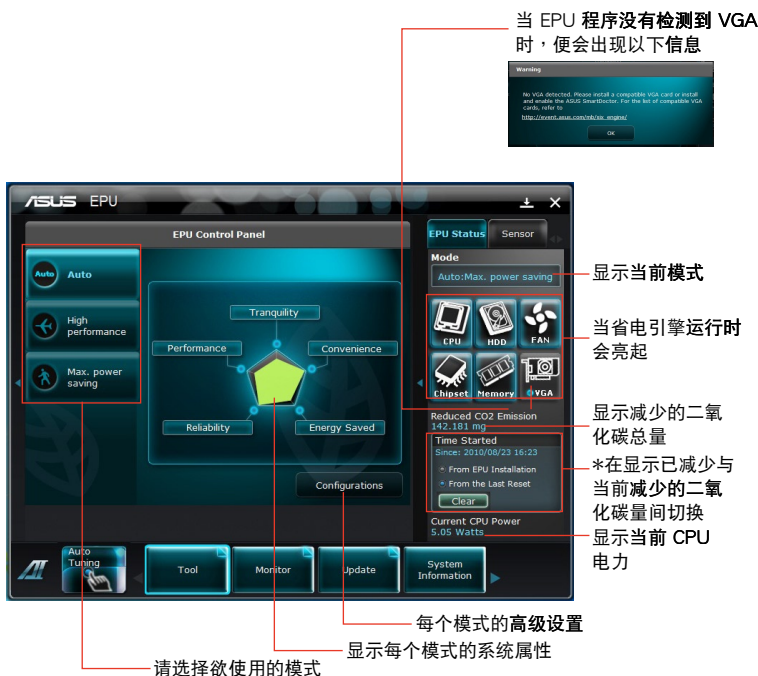 当 EPU 程序没有检测到 VGA
时，便会出现以下信息
Warning
No VGA detected. Please install a compatible VGA card or install
and enable the ASUS SmartDoctor. For the list of compatible VGA
cards, refer to
http://event.asus.com/mb/six_engine/
OK
ASUS EPU
EPU Control Panel
EPU Status
Sensor
Auto
Auto
High
performance
Max. power
saving
Tranquility
Performance
Convenience
Reliability
Energy Saved
Configurations
Mode
Auto:Max. power saving
CPU
HDD
FAN
Chipset
Memory
VGA
Reduced CO2 Emission
142.181 mg
Time Started
Since: 2010/08/23 16:23
From EPU Installation
From the Last Reset
Clear
Current CPU Power
5.05 Watts
显示当前模式
当省电引擎运行时
会亮起
显示减少的二氧
化碳总量
*在显示已减少与
当前减少的二氧
化碳量间切换
显示当前 CPU
电力
AI
Auto
Tuning
Tool
Monitor
Update
System
Information
每个模式的高级设置
显示每个模式的系统属性
请选择欲使用的模式